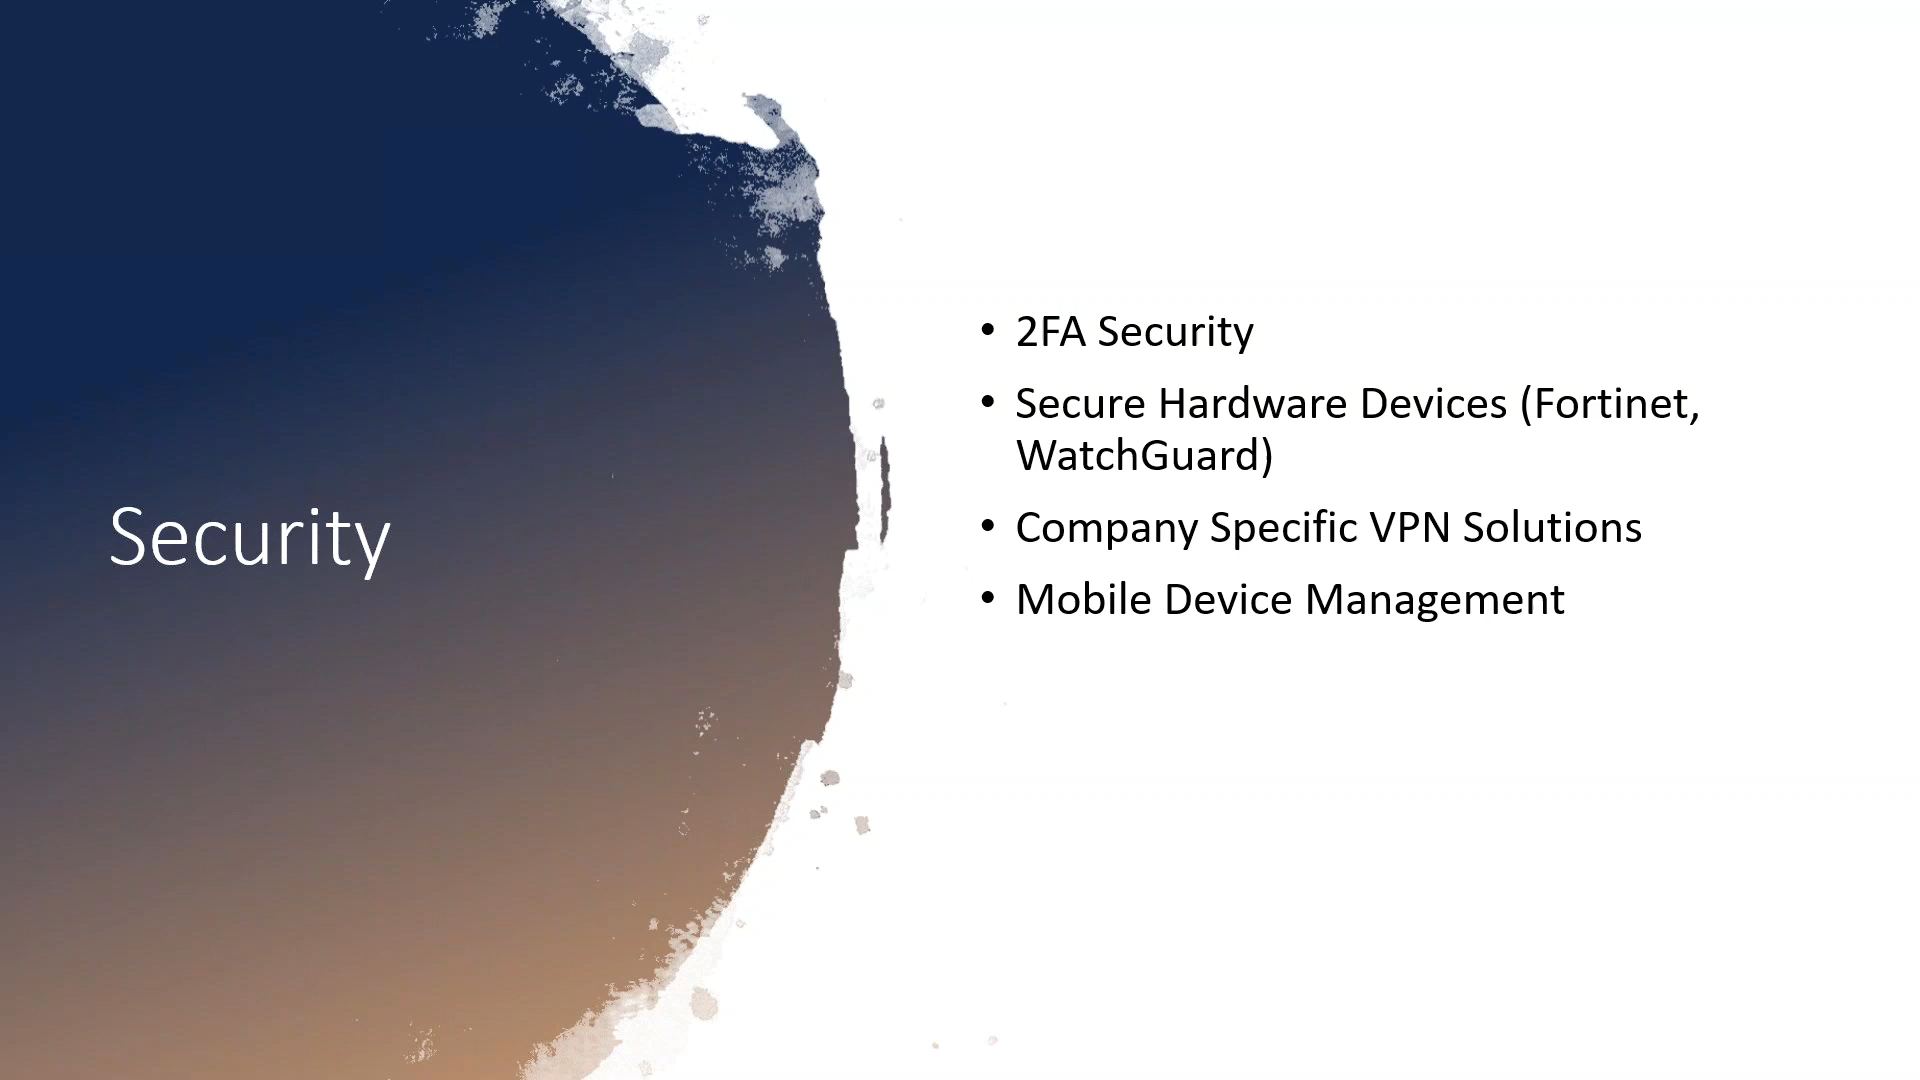 Security
• 2FA Security
• Secure Hardware Devices (Fortinet,
WatchGuard)
• Company Specific VPN Solutions
• Mobile Device Management